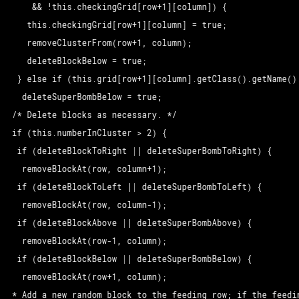 && !this.checkingGrid[row+1][column]) {
this.checkingGrid[row+1][column] = true;
removeClusterFrom(row+1, column);
deleteBlockBelow = true;
} else if (this.grid[row+1][column].getClass().getName()
deleteSuperBombBelow = true;
/* Delete blocks as necessary. */
if (this.numberInCluster > 2) {
if (deleteBlockToRight || deleteSuperBombToRight) {
removeBlockAt(row, column+1);
if (deleteBlockToLeft || deleteSuperBombToLeft) {
removeBlockAt(row, column-1);
if (deleteBlockAbove || deleteSuperBombAbove) {
removeBlockAt(row-1, column);
if (deleteBlockBelow || deleteSuperBombBelow) {
removeBlockAt(row+1, column);
* Add a new random block to the feeding row; if the feedin